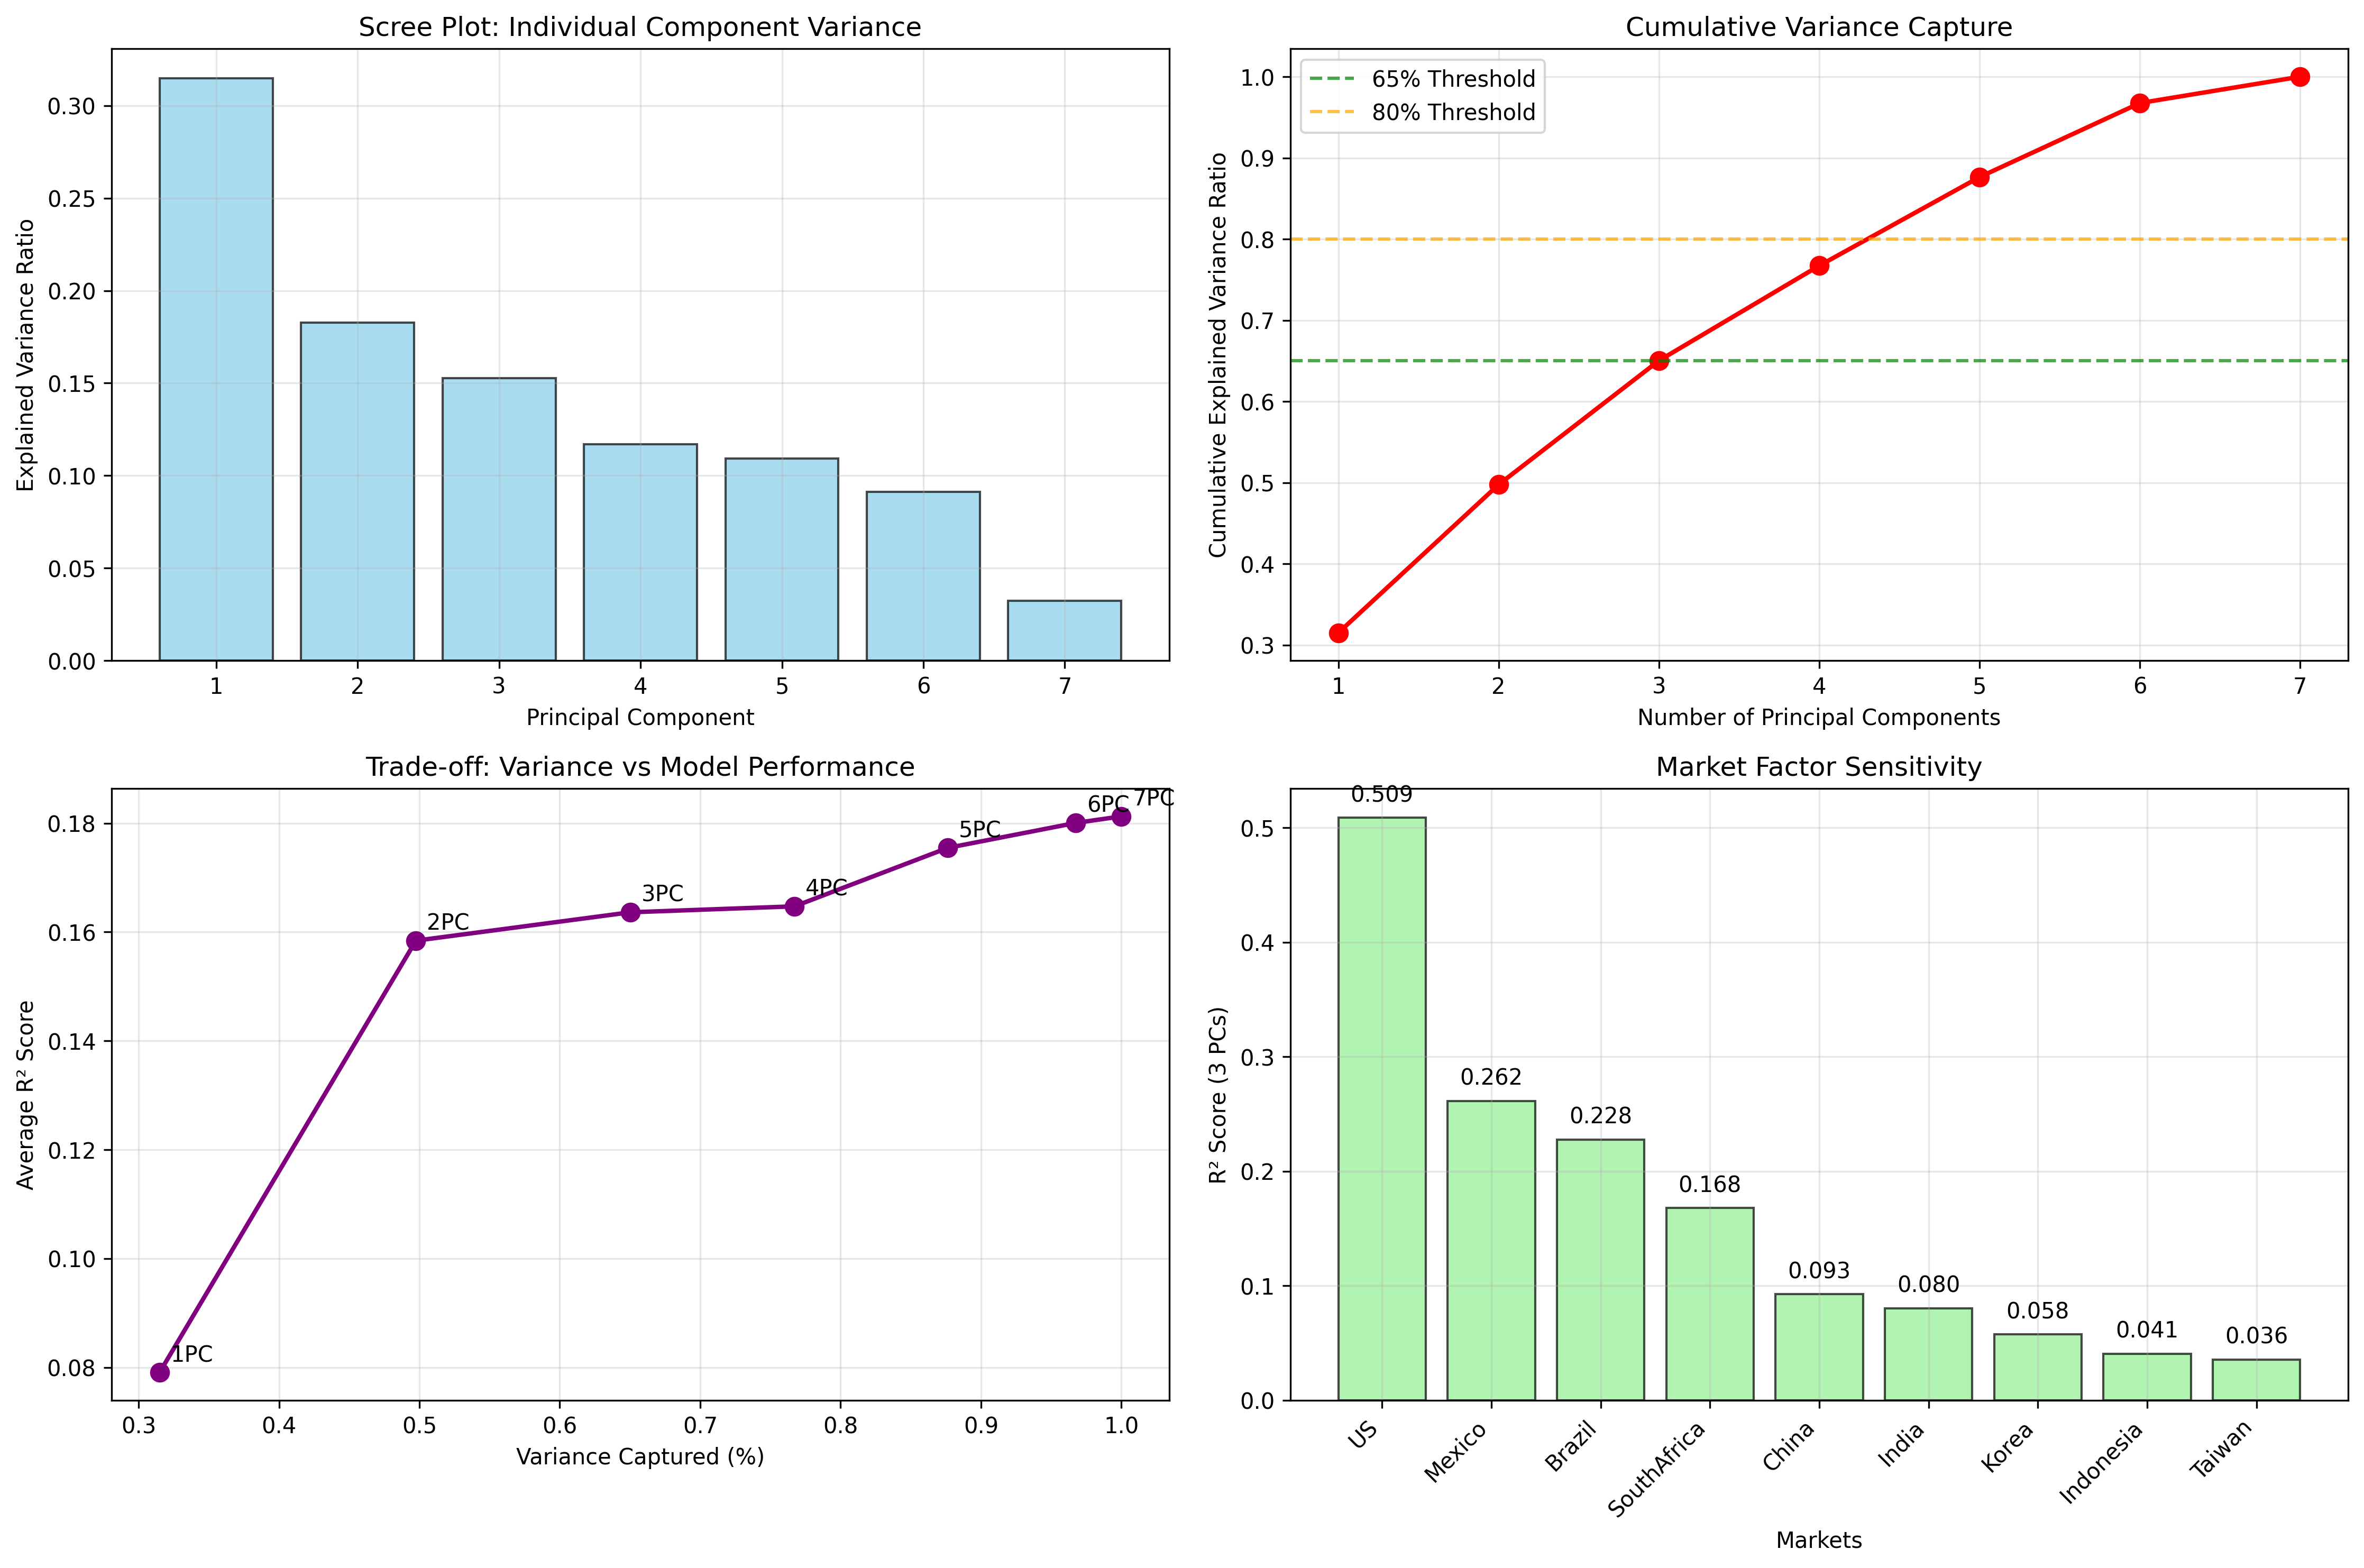 Scree Plot: Individual Component Variance
Explained Variance Ratio
0.30
0.25
0.20
0.15
0.10
0.05
0.00
1 2 3 4 5 6 7
Principal Component
Cumulative Variance Capture
65% Threshold
80% Threshold
Cumulative Explained Variance Ratio
1.0
0.9
0.8
0.7
0.6
0.5
0.4
0.3
1 2 3 4 5 6 7
Number of Principal Components
Trade-off: Variance vs Model Performance
Average R² Score
0.18
0.16
0.14
0.12
0.10
0.08
1PC
2PC
3PC
4PC
5PC
6PC
7PC
0.3 0.4 0.5 0.6 0.7 0.8 0.9 1.0
Variance Captured (%)
Market Factor Sensitivity
R² Score (3 PCs)
0.5
0.4
0.3
0.2
0.1
0.0
0.509
0.262
0.228
0.168
0.093
0.080
0.058
0.041
0.036
US
Mexico
Brazil
SouthAfrica
China
India
Korea
Indonesia
Taiwan
Markets